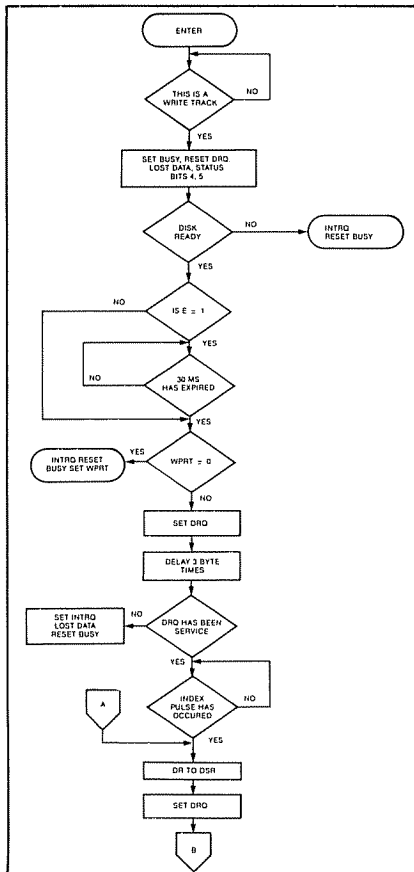 ENTER
THIS IS A
WRITE TRACK
NO
YES
SET BUSY, RESET DRQ,
LOST DATA, STATUS
BITS 4, 5
DISK
READY
NO
INTRQ
RESET BUSY
YES
NO
IS E = 1
YES
NO
30 MS
HAS EXPIRED
YES
INTRQ RESET
BUSY SET WPRT
YES
WPRT = 0
NO
SET DRQ
DELAY 3 BYTE
TIMES
SET INTRQ
LOST DATA
RESET BUSY
NO
DRQ HAS BEEN
SERVICE
YES
INDEX
PULSE HAS
OCCURED
NO
A
YES
DR TO DSR
SET DRQ
B